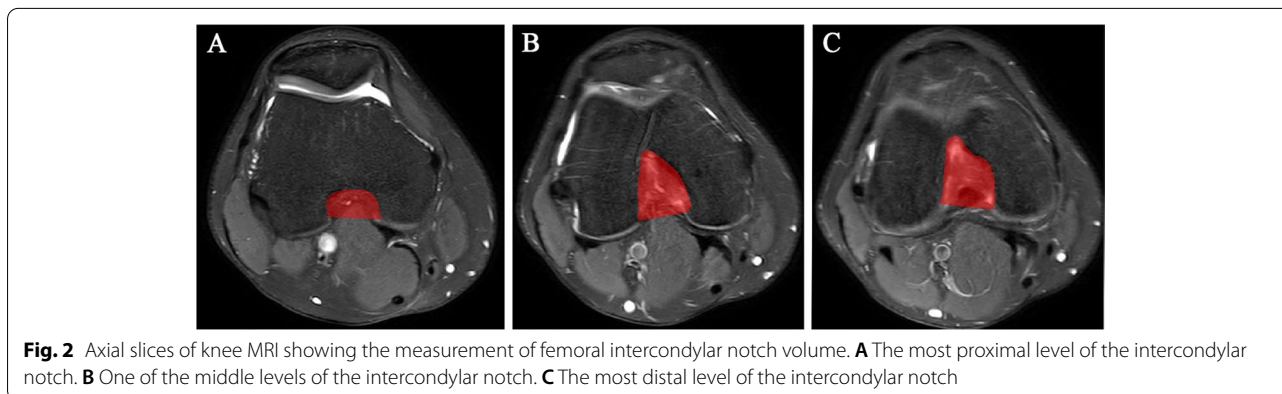 A
B
C
Fig. 2 Axial slices of knee MRI showing the measurement of femoral intercondylar notch volume. A The most proximal level of the intercondylar
notch. B One of the middle levels of the intercondylar notch. C The most distal level of the intercondylar notch